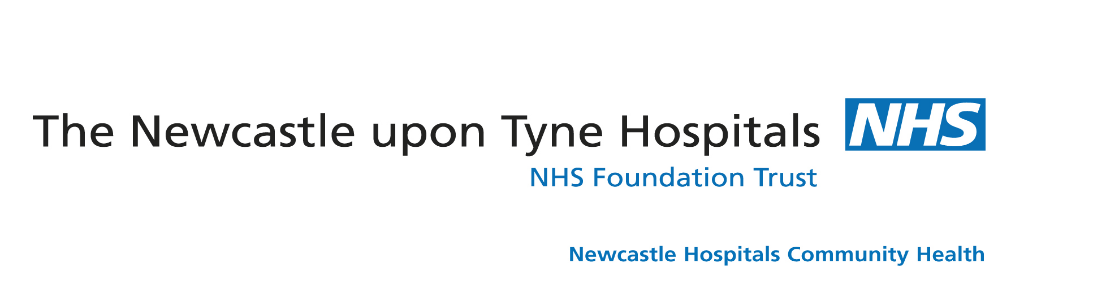 The Newcastle upon Tyne Hospitals NHS
NHS Foundation Trust
Newcastle Hospitals Community Health